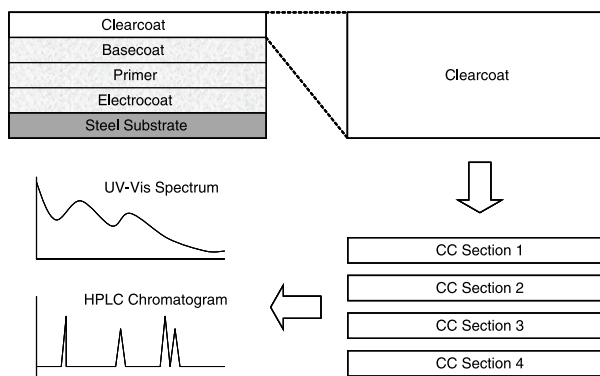 Clearcoat
Basecoat
Primer
Electrocoat
Steel Substrate
Clearcoat
UV-Vis Spectrum
HPLC Chromatogram
CC Section 1
CC Section 2
CC Section 3
CC Section 4